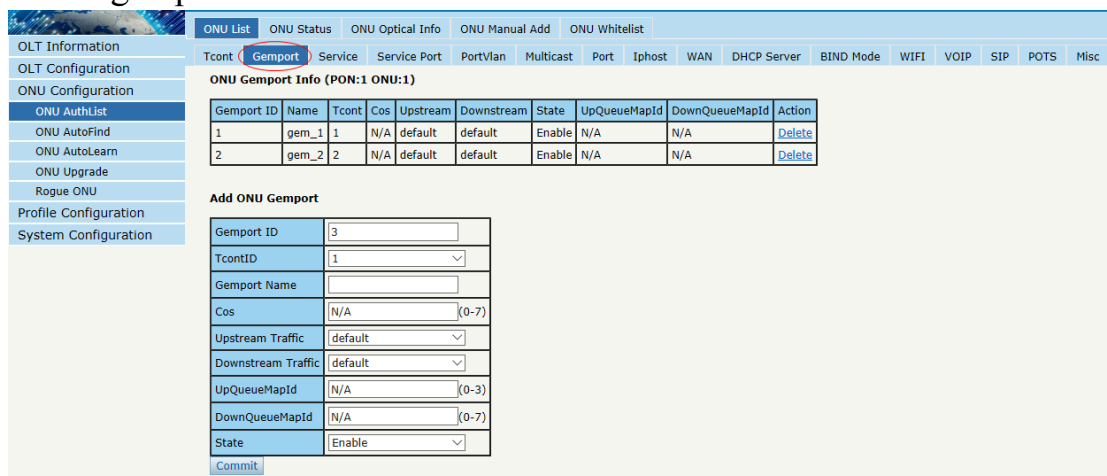 ONU List ONU Status ONU Optical Info ONU Manual Add ONU Whitelist
Tcont Gemport Service Service Port PortVlan Multicast Port Iphost WAN DHCP Server BIND Mode WIFI VOIP SIP POTS Misc
OLT Information
OLT Configuration
ONU Configuration
ONU AuthList
ONU AutoFind
ONU AutoLearn
ONU Upgrade
Rogue ONU
Profile Configuration
System Configuration
ONU Gemport Info (PON:1 ONU:1)
Gemport ID Name Tcont Cos Upstream Downstream State UpQueueMapId DownQueueMapId Action
1 gem_1 1 N/A default default Enable N/A N/A Delete
2 gem_2 2 N/A default default Enable N/A N/A Delete
Add ONU Gemport
Gemport ID 3
TcontID 1
Gemport Name
Cos N/A (0-7)
Upstream Traffic default
Downstream Traffic default
UpQueueMapId N/A (0-3)
DownQueueMapId N/A (0-7)
State Enable
Commit